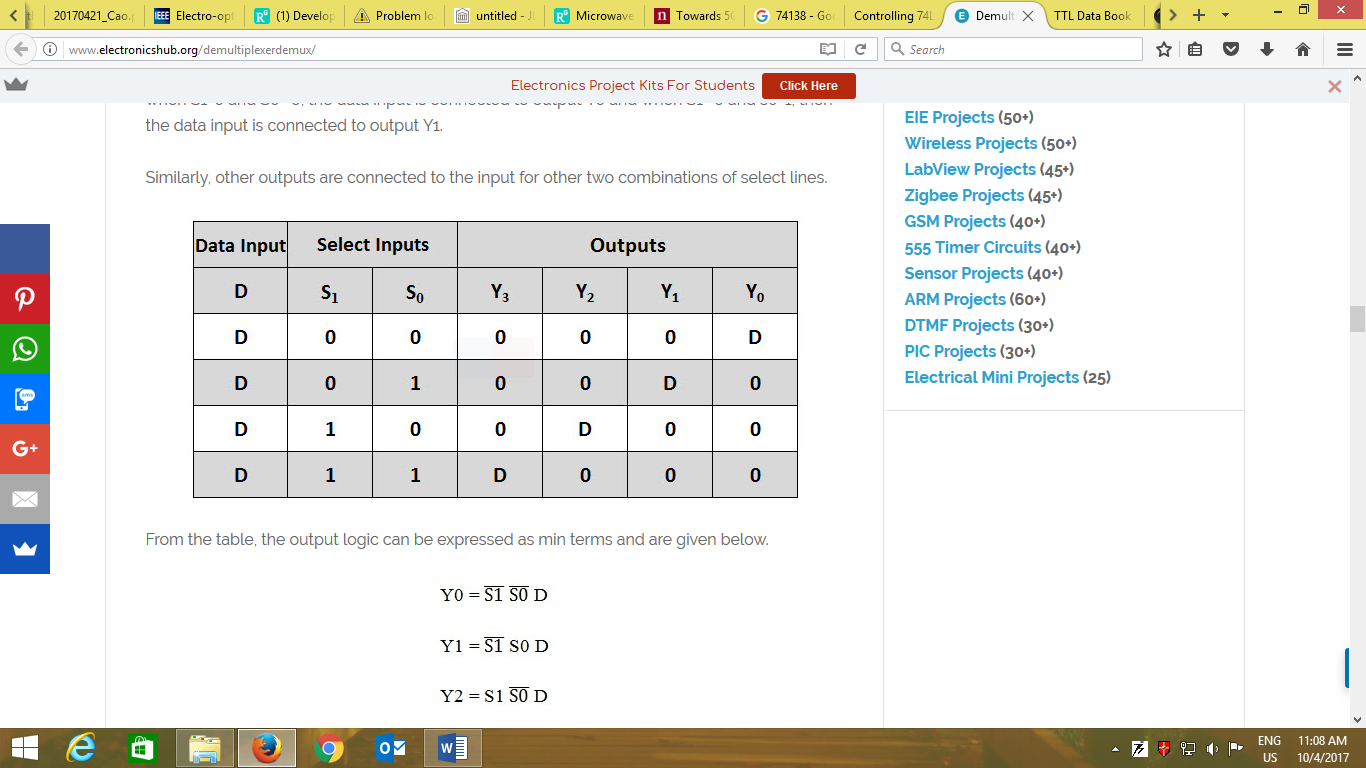 20170421_Cao.p
IEEE Electro-opt
(1) Develop
Problem lo
untitled - J
Microwave
Towards 5
74138 - Go
Controlling 74L
Demult
TTL Data Book
www.electronicshub.org/demultiplexerdemux/
Search
Electronics Project Kits For Students Click Here
the data input is connected to output Y1.
Similarly, other outputs are connected to the input for other two combinations of select lines.
Data Input Select Inputs Outputs
D S1 S0 Y3 Y2 Y1 Y0
D 0 0 0 0 0 D
D 0 1 0 0 D 0
D 1 0 0 D 0 0
D 1 1 D 0 0 0
From the table, the output logic can be expressed as min terms and are given below.
Y0 = S̅1̅ S̅0̅ D
Y1 = S̅1̅ S0 D
Y2 = S1 S̅0̅ D
EIE Projects (50+)
Wireless Projects (50+)
LabView Projects (45+)
Zigbee Projects (45+)
GSM Projects (40+)
555 Timer Circuits (40+)
Sensor Projects (40+)
ARM Projects (60+)
DTMF Projects (30+)
PIC Projects (30+)
Electrical Mini Projects (25)
sms
G+
ENG 11:08 AM
US 10/4/2017